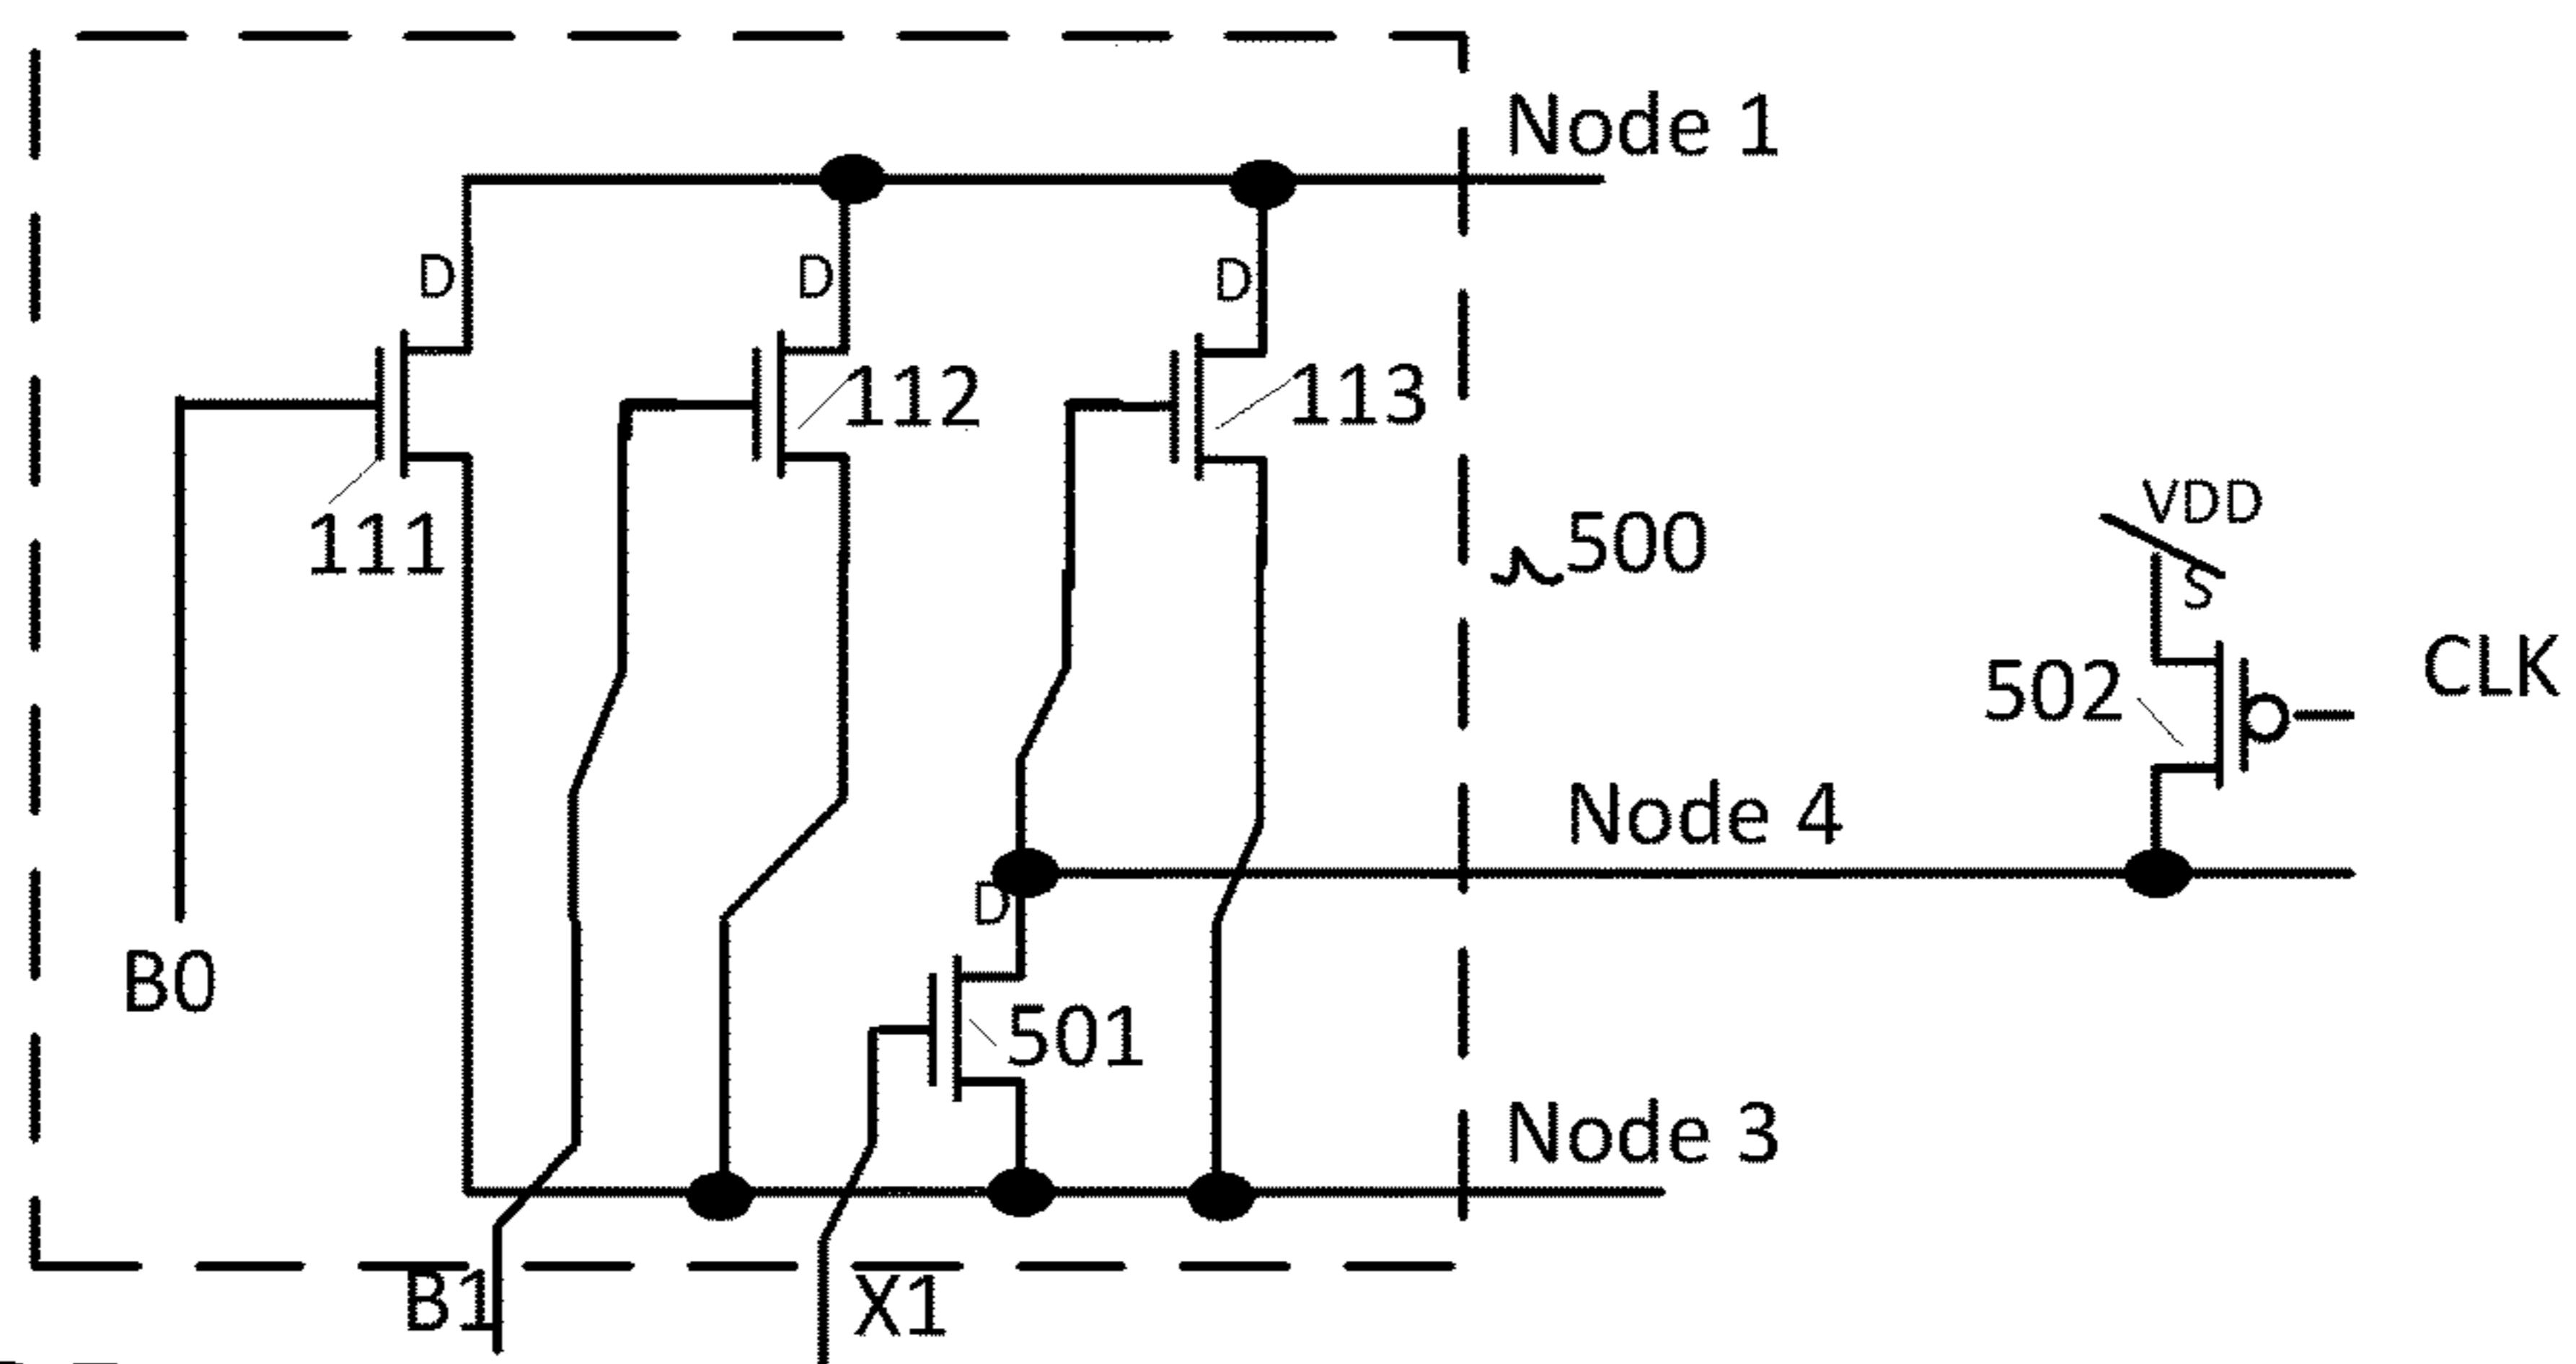 Node 1
D
D
D
112
113
111
500
VDD
S
502
CLK
Node 4
D
B0
501
Node 3
B1
X1